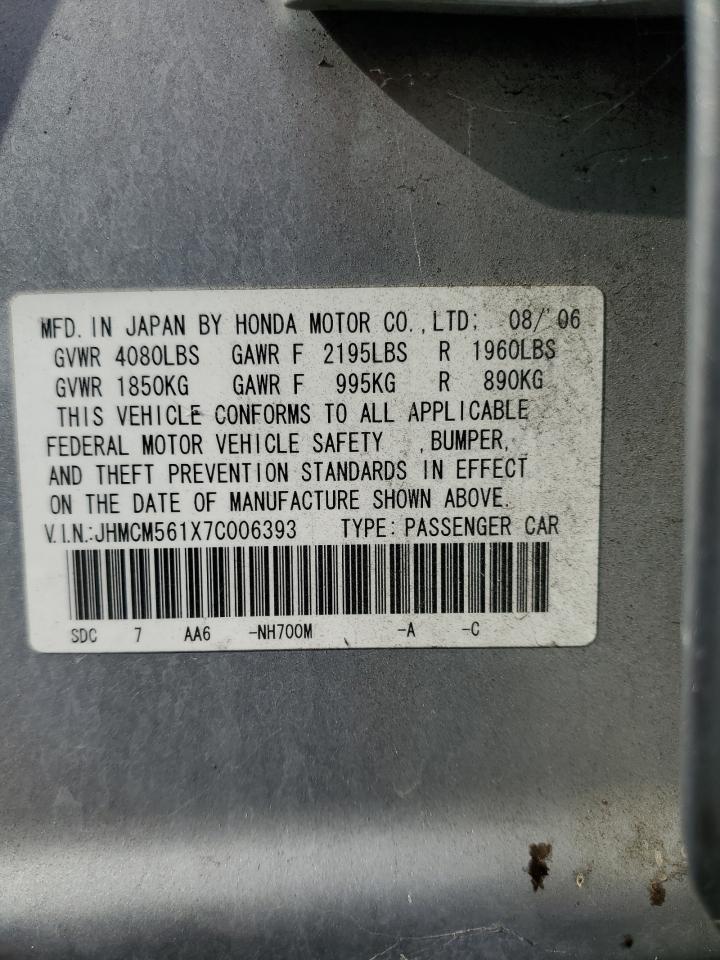 MFD. IN JAPAN BY HONDA MOTOR CO., LTD. 08/'06
GVWR 4080LBS GAWR F 2195LBS R 1960LBS
GVWR 1850KG GAWR F 995KG R 890KG
THIS VEHICLE CONFORMS TO ALL APPLICABLE
FEDERAL MOTOR VEHICLE SAFETY , BUMPER,
AND THEFT PREVENTION STANDARDS IN EFFECT
ON THE DATE OF MANUFACTURE SHOWN ABOVE.
V.I.N.:JHMCM561X7C006393 TYPE: PASSENGER CAR
SDC 7 AA6 -NH700M -A -C